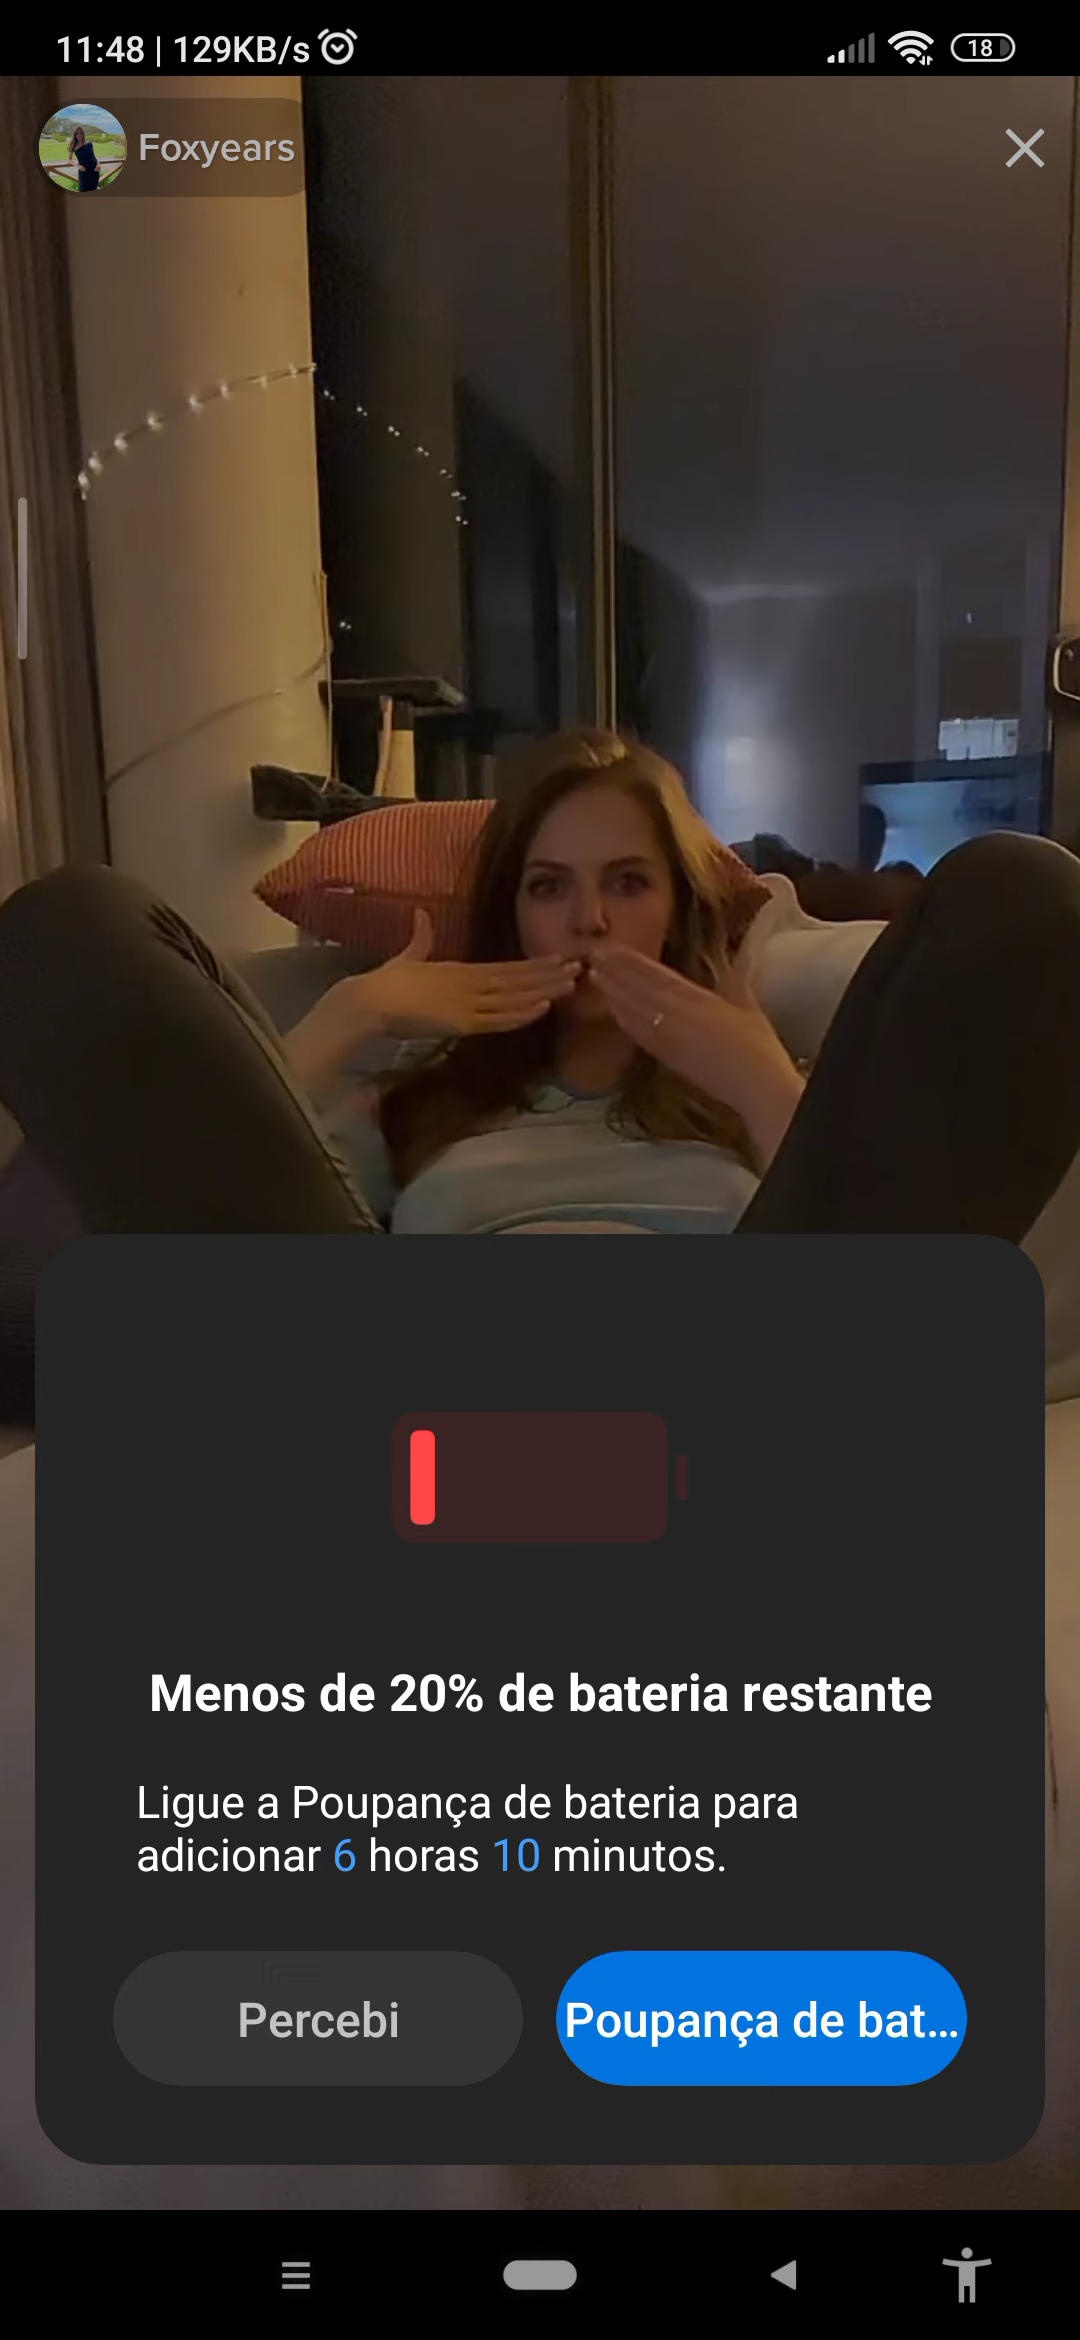 11:48 | 129KB/s
18
Foxyears
Menos de 20% de bateria restante
Ligue a Poupança de bateria para
adicionar 6 horas 10 minutos.
Percebi
Poupança de bat...